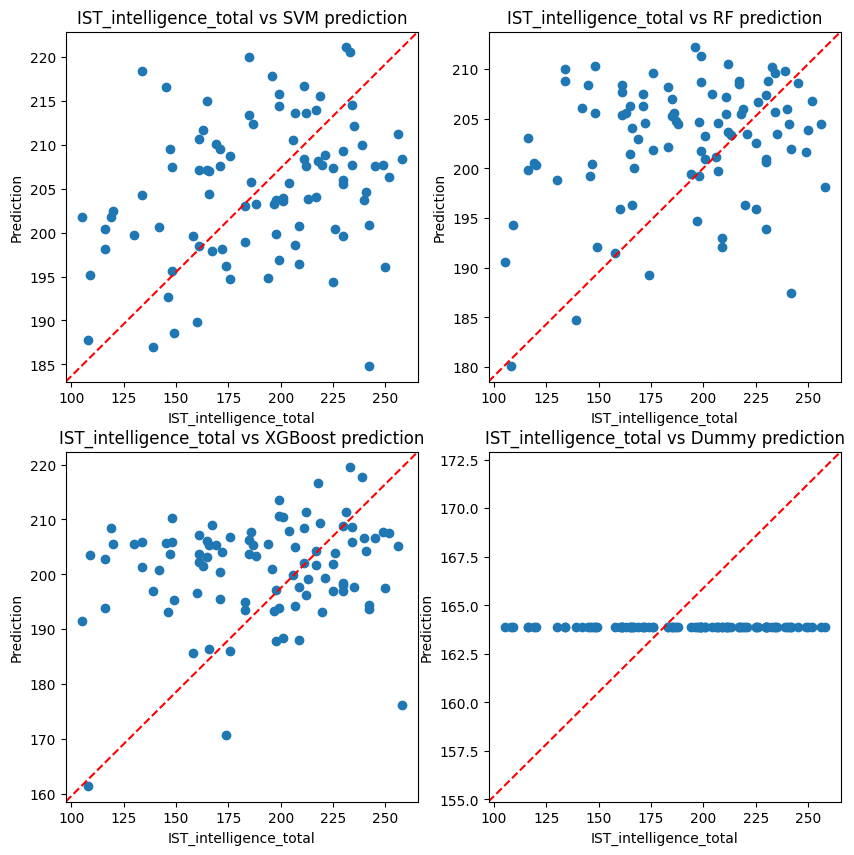 IST_intelligence_total vs SVM prediction
220
215
210
205
200
195
190
185
Prediction
100 125 150 175 200 225 250
IST_intelligence_total
IST_intelligence_total vs RF prediction
210
205
200
195
190
185
180
Prediction
100 125 150 175 200 225 250
IST_intelligence_total
IST_intelligence_total vs XGBoost prediction
220
210
200
190
180
170
160
Prediction
100 125 150 175 200 225 250
IST_intelligence_total
IST_intelligence_total vs Dummy prediction
172.5
170.0
167.5
165.0
162.5
160.0
157.5
155.0
Prediction
100 125 150 175 200 225 250
IST_intelligence_total